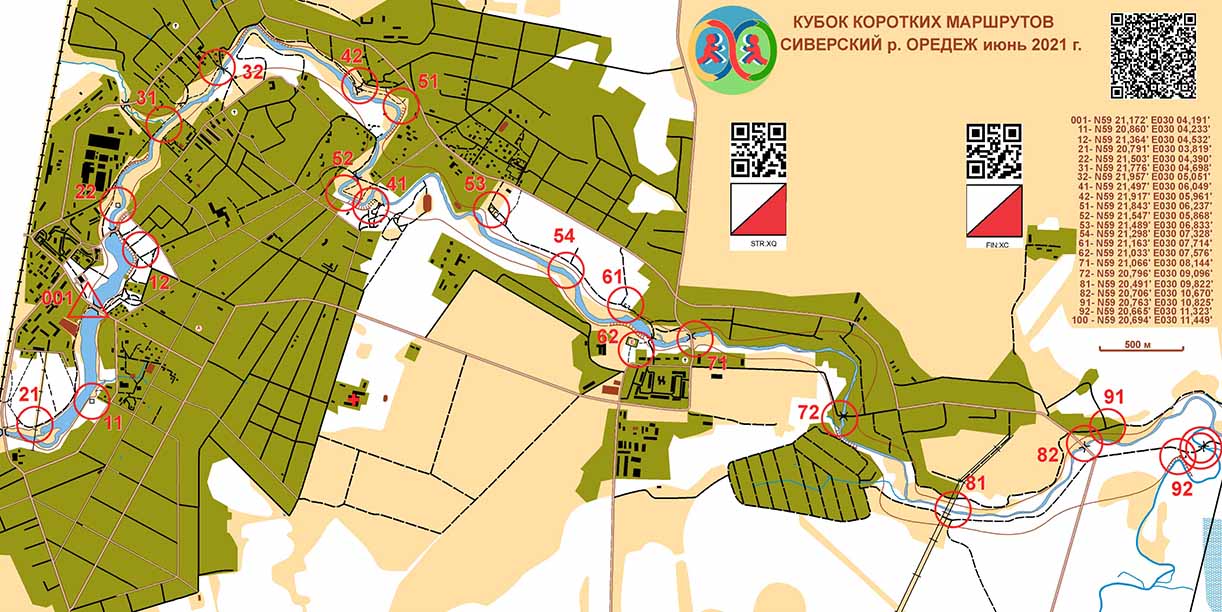 КУБОК КОРОТКИХ МАРШРУТОВ
СИВЕРСКИЙ р. ОРЕДЕЖ июнь 2021 г.
001- N59 21,172' E030 04,191'
11- N59 20,860' E030 04,233'
12- N59 21,364' E030 04,532'
21- N59 20,791' E030 03,819'
22- N59 21,503' E030 04,390'
31- N59 21,776' E030 04,698'
32- N59 21,957' E030 05,051'
41- N59 21,497' E030 06,049'
42- N59 21,917' E030 05,961'
51- N59 21,843' E030 06,237'
52- N59 21,547' E030 05,868'
53- N59 21,489' E030 06,833'
54- N59 21,298' E030 07,328'
61- N59 21,163' E030 07,714'
62- N59 21,033' E030 07,576'
71- N59 21,066' E030 08,144'
72- N59 20,796' E030 09,096'
81- N59 20,491' E030 09,822'
82- N59 20,706' E030 10,670'
91- N59 20,763' E030 10,825'
92- N59 20,665' E030 11,323'
100 - N59 20,694' E030 11,449'
500 м
STR.XQ
FIN.XC
32
42
51
31
52
41
53
22
54
12
61
001
62
71
21
11
72
91
82
81
92